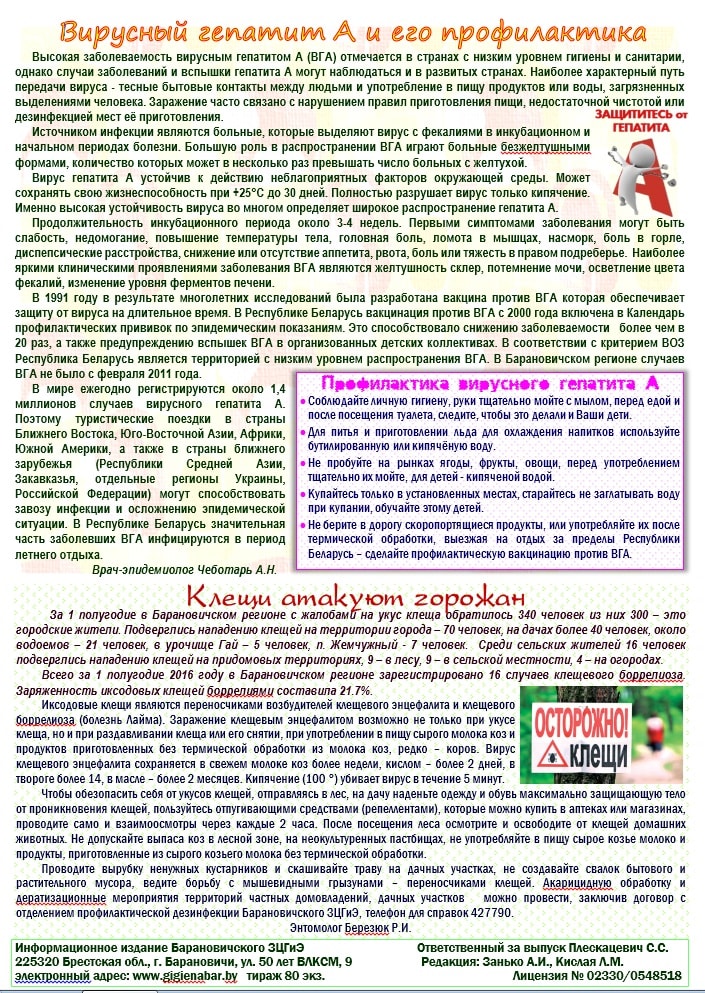 Вирусный гепатит А и его профилактика
Высокая заболеваемость вирусным гепатитом А (ВГА) отмечается в странах с низким уровнем гигиены и санитарии,
однако случаи заболеваний и вспышки гепатита А могут наблюдаться и в развитых странах. Наиболее характерный путь
передачи вируса - тесные бытовые контакты между людьми и употребление в пищу продуктов или воды, загрязненных
выделениями человека. Заражение часто связано с нарушением правил приготовления пищи, недостаточной чистотой или
дезинфекцией мест её приготовления.
ЗАЩИТИТЕСЬ от
ГЕПАТИТА
А
Источником инфекции являются больные, которые выделяют вирус с фекалиями в инкубационном и
начальном периодах болезни. Большую роль в распространении ВГА играют больные безжелтушными
формами, количество которых может в несколько раз превышать число больных с желтухой.
Вирус гепатита А устойчив к действию неблагоприятных факторов окружающей среды. Может
сохранять свою жизнеспособность при +25°С до 30 дней. Полностью разрушает вирус только кипячение.
Именно высокая устойчивость вируса во многом определяет широкое распространение гепатита А.
Продолжительность инкубационного периода около 3-4 недель. Первыми симптомами заболевания могут быть
слабость, недомогание, повышение температуры тела, головная боль, ломота в мышцах, насморк, боль в горле,
диспепсические расстройства, снижение или отсутствие аппетита, рвота, боль или тяжесть в правом подреберье. Наиболее
яркими клиническими проявлениями заболевания ВГА являются желтушность склер, потемнение мочи, осветление цвета
фекалий, изменение уровня ферментов печени.
В 1991 году в результате многолетних исследований была разработана вакцина против ВГА которая обеспечивает
защиту от вируса на длительное время. В Республике Беларусь вакцинация против ВГА с 2000 года включена в Календарь
профилактических прививок по эпидемическим показаниям. Это способствовало снижению заболеваемости более чем в
20 раз, а также предупреждению вспышек ВГА в организованных детских коллективах. В соответствии с критерием ВОЗ
Республика Беларусь является территорией с низким уровнем распространения ВГА. В Барановичском регионе случаев
ВГА не было с февраля 2011 года.
В мире ежегодно регистрируются около 1,4
миллионов случаев вирусного гепатита А.
Поэтому туристические поездки в страны
Ближнего Востока, Юго-Восточной Азии, Африки,
Южной Америки, а также в страны ближнего
зарубежья (Республики Средней Азии,
Закавказья, отдельные регионы Украины,
Российской Федерации) могут способствовать
завозу инфекции и осложнению эпидемической
ситуации. В Республике Беларусь значительная
часть заболевших ВГА инфицируются в период
летнего отдыха.
Врач-эпидемиолог Чеботарь А.Н.
Профилактика вирусного гепатита А
● Соблюдайте личную гигиену, руки тщательно мойте с мылом, перед едой и
после посещения туалета, следите, чтобы это делали и Ваши дети.
● Для питья и приготовлении льда для охлаждения напитков используйте
бутилированную или кипячёную воду.
● Не пробуйте на рынках ягоды, фрукты, овощи, перед употреблением
тщательно их мойте, для детей - кипяченой водой.
● Купайтесь только в установленных местах, старайтесь не заглатывать воду
при купании, обучайте этому детей.
● Не берите в дорогу скоропортящиеся продукты, или употребляйте их после
термической обработки, выезжая на отдых за пределы Республики
Беларусь – сделайте профилактическую вакцинацию против ВГА.
Клещи атакуют горожан
За 1 полугодие в Барановичском регионе с жалобами на укус клеща обратилось 340 человек из них 300 – это
городские жители. Подверглись нападению клещей на территории города – 70 человек, на дачах более 40 человек, около
водоемов – 21 человек, в урочище Гай – 5 человек, п. Жемчужный - 7 человек. Среди сельских жителей 16 человек
подверглись нападению клещей на придомовых территориях, 9 – в лесу, 9 – в сельской местности, 4 – на огородах.
Всего за 1 полугодие 2016 году в Барановичском регионе зарегистрировано 16 случаев клещевого боррелиоза.
Заряженность иксодовых клещей боррелиями составила 21.7%.
Иксодовые клещи являются переносчиками возбудителей клещевого энцефалита и клещевого
боррелиоза (болезнь Лайма). Заражение клещевым энцефалитом возможно не только при укусе
клеща, но и при раздавливании клеща или его снятии, при употреблении в пищу сырого молока коз и
продуктов приготовленных без термической обработки из молока коз, редко – коров. Вирус
клещевого энцефалита сохраняется в свежем молоке коз более недели, кислом – более 2 дней, в
твороге более 14, в масле – более 2 месяцев. Кипячение (100 °) убивает вирус в течение 5 минут.
ОСТОРОЖНО!
КЛЕЩИ
Чтобы обезопасить себя от укусов клещей, отправляясь в лес, на дачу наденьте одежду и обувь максимально защищающую тело
от проникновения клещей, пользуйтесь отпугивающими средствами (репеллентами), которые можно купить в аптеках или магазинах,
проводите само и взаимоосмотры через каждые 2 часа. После посещения леса осмотрите и освободите от клещей домашних
животных. Не допускайте выпаса коз в лесной зоне, на неокультуренных пастбищах, не употребляйте в пищу сырое козье молоко и
продукты, приготовленные из сырого козьего молока без термической обработки.
Проводите вырубку ненужных кустарников и скашивайте траву на дачных участках, не создавайте свалок бытового и
растительного мусора, ведите борьбу с мышевидными грызунами – переносчиками клещей. Акарицидную обработку и
дератизационные мероприятия территорий частных домовладений, дачных участков можно провести, заключив договор с
отделением профилактической дезинфекции Барановичского ЗЦГиЭ, телефон для справок 427790.
Энтомолог Березюк Р.И.
Информационное издание Барановичского ЗЦГиЭ Ответственный за выпуск Плескацевич С.С.
225320 Брестская обл., г. Барановичи, ул. 50 лет ВЛКСМ, 9 Редакция: Занько А.И., Кислая Л.М.
электронный адрес: www.gigienabar.by тираж 80 экз. Лицензия № 02330/0548518